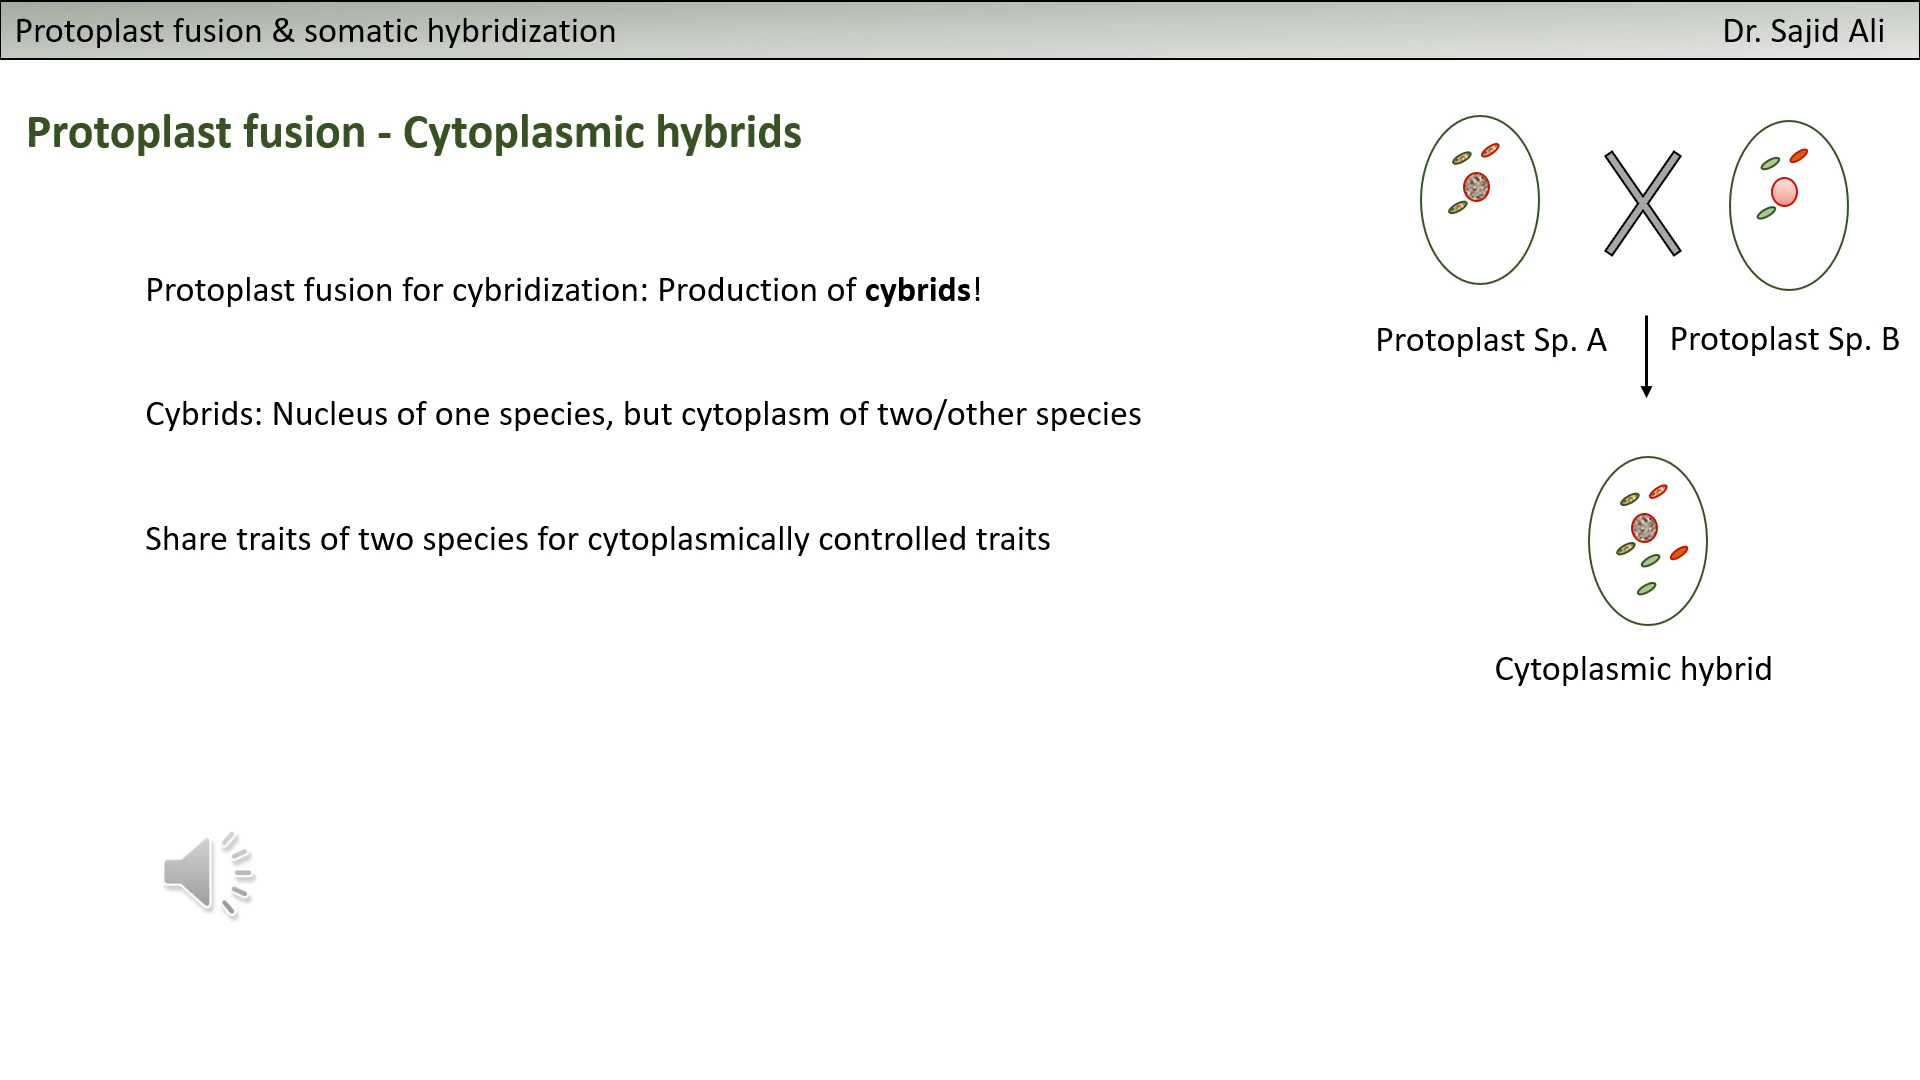 Protoplast fusion & somatic hybridization
Dr. Sajid Ali
Protoplast fusion - Cytoplasmic hybrids
Protoplast fusion for cybridization: Production of cybrids!
Cybrids: Nucleus of one species, but cytoplasm of two/other species
Share traits of two species for cytoplasmically controlled traits
Protoplast Sp. A
Protoplast Sp. B
Cytoplasmic hybrid